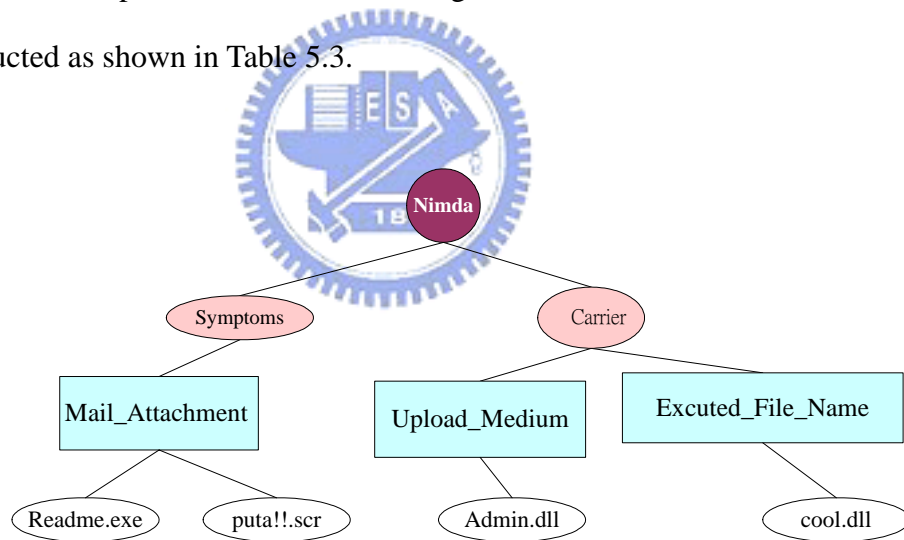 ucted as shown in Table 5.3.
E S A
Nimda
18
Symptoms
Carrier
Mail_Attachment
Upload_Medium
Excuted_File_Name
Readme.exe
puta!!.scr
Admin.dll
cool.dll